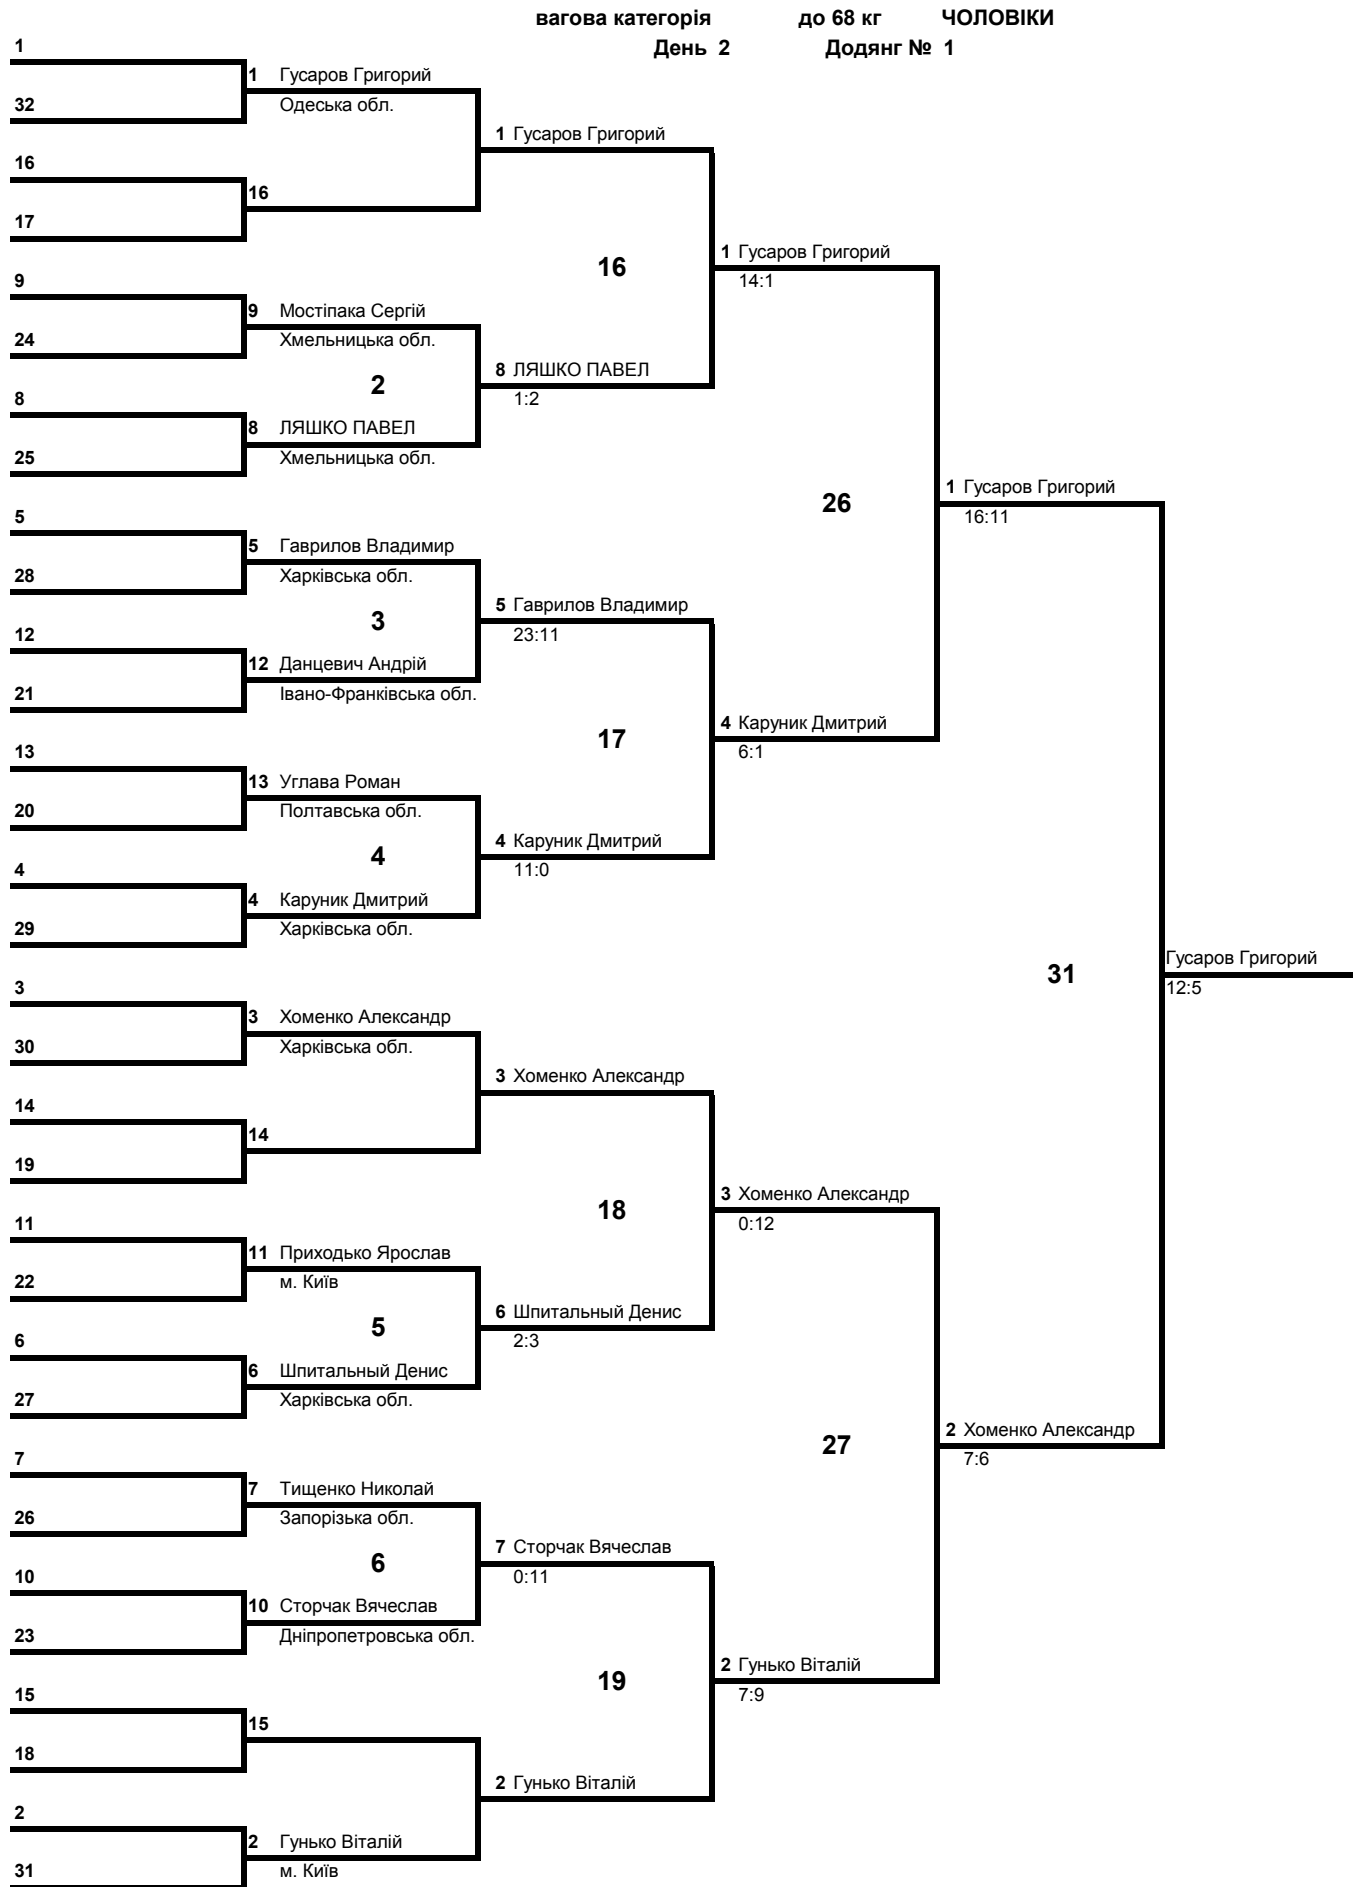 вагова категорія до 68 кг ЧОЛОВІКИ
День 2 Додянг № 1
1
1 Гусаров Григорий
32
Одеська обл.
1 Гусаров Григорий
16
16
17
1 Гусаров Григорий
16
14:1
9
9 Мостіпака Сергій
24
Хмельницька обл.
8 ЛЯШКО ПАВЕЛ
2
1:2
8
8 ЛЯШКО ПАВЕЛ
25
Хмельницька обл.
1 Гусаров Григорий
26
16:11
5
5 Гаврилов Владимир
28
Харківська обл.
5 Гаврилов Владимир
3
23:11
12
12 Данцевич Андрій
21
Івано-Франківська обл.
4 Каруник Дмитрий
17
6:1
13
13 Углава Роман
20
Полтавська обл.
4 Каруник Дмитрий
4
11:0
4
4 Каруник Дмитрий
29
Харківська обл.
Гусаров Григорий
31
12:5
3
3 Хоменко Александр
30
Харківська обл.
3 Хоменко Александр
14
14
19
3 Хоменко Александр
18
0:12
11
11 Приходько Ярослав
22
м. Київ
6 Шпитальный Денис
5
2:3
6
6 Шпитальный Денис
27
Харківська обл.
2 Хоменко Александр
27
7:6
7
7 Тищенко Николай
26
Запорізька обл.
7 Сторчак Вячеслав
6
0:11
10
10 Сторчак Вячеслав
23
Дніпропетровська обл.
2 Гунько Віталій
19
7:9
15
15
18
2 Гунько Віталій
2
2 Гунько Віталій
31
м. Київ